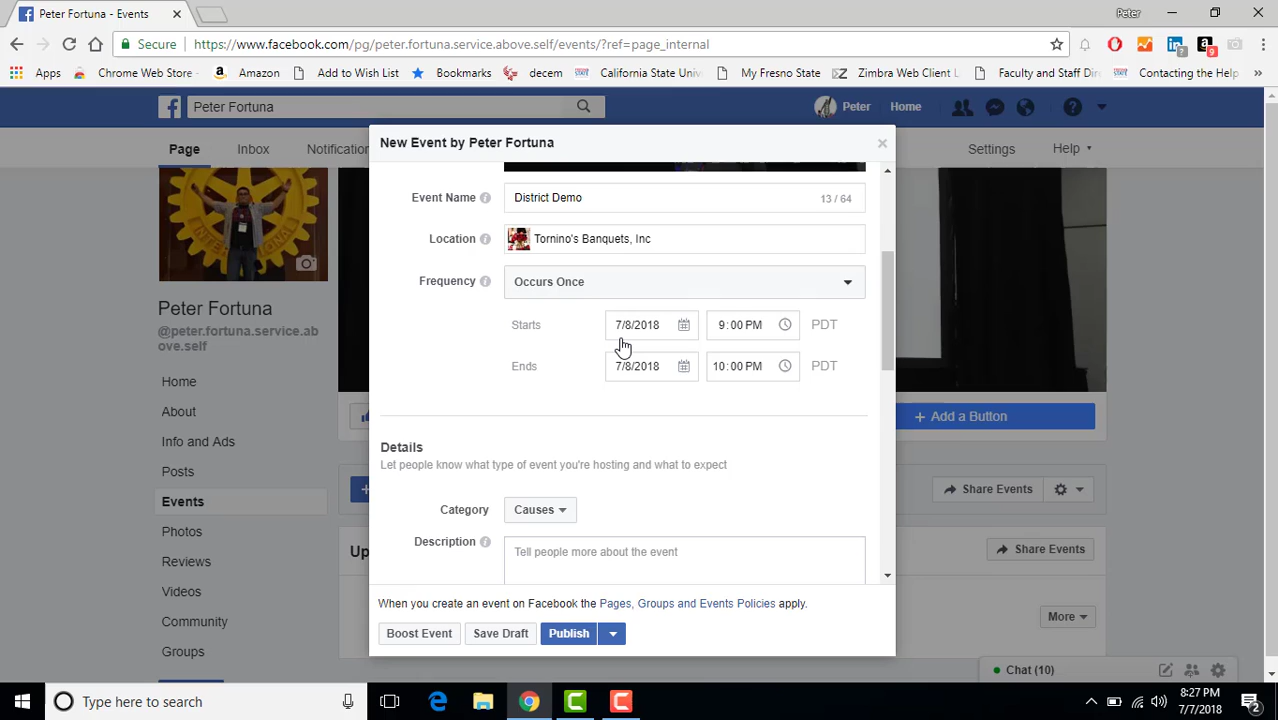 Peter Fortuna - Events
Peter
Secure
https://www.facebook.com/pg/peter.fortuna.service.above.self/events/?ref=page_internal
? 9
Apps Chrome Web Store - Amazon Add to Wish List Bookmarks decem California State Univ My Fresno State Zimbra Web Client L Faculty and Staff Dir Contacting the Help »
Peter Fortuna
Peter Home
Page Inbox Notification Settings Help
New Event by Peter Fortuna
Event Name District Demo 13 / 64
Location Tornino's Banquets, Inc
Frequency Occurs Once
Starts 7/8/2018 9:00 PM PDT
Ends 7/8/2018 10:00 PM PDT
Peter Fortuna
@peter.fortuna.service.ab
ove.self
Home
About
Info and Ads
Posts
Events
Photos
Reviews
Videos
Community
Groups
+ Add a Button
Details
Let people know what type of event you're hosting and what to expect
Category Causes
Description Tell people more about the event
Share Events
Up
Share Events
More
When you create an event on Facebook the Pages, Groups and Events Policies apply.
Boost Event Save Draft Publish
Chat (10)
Type here to search
8:27 PM
7/7/2018
2